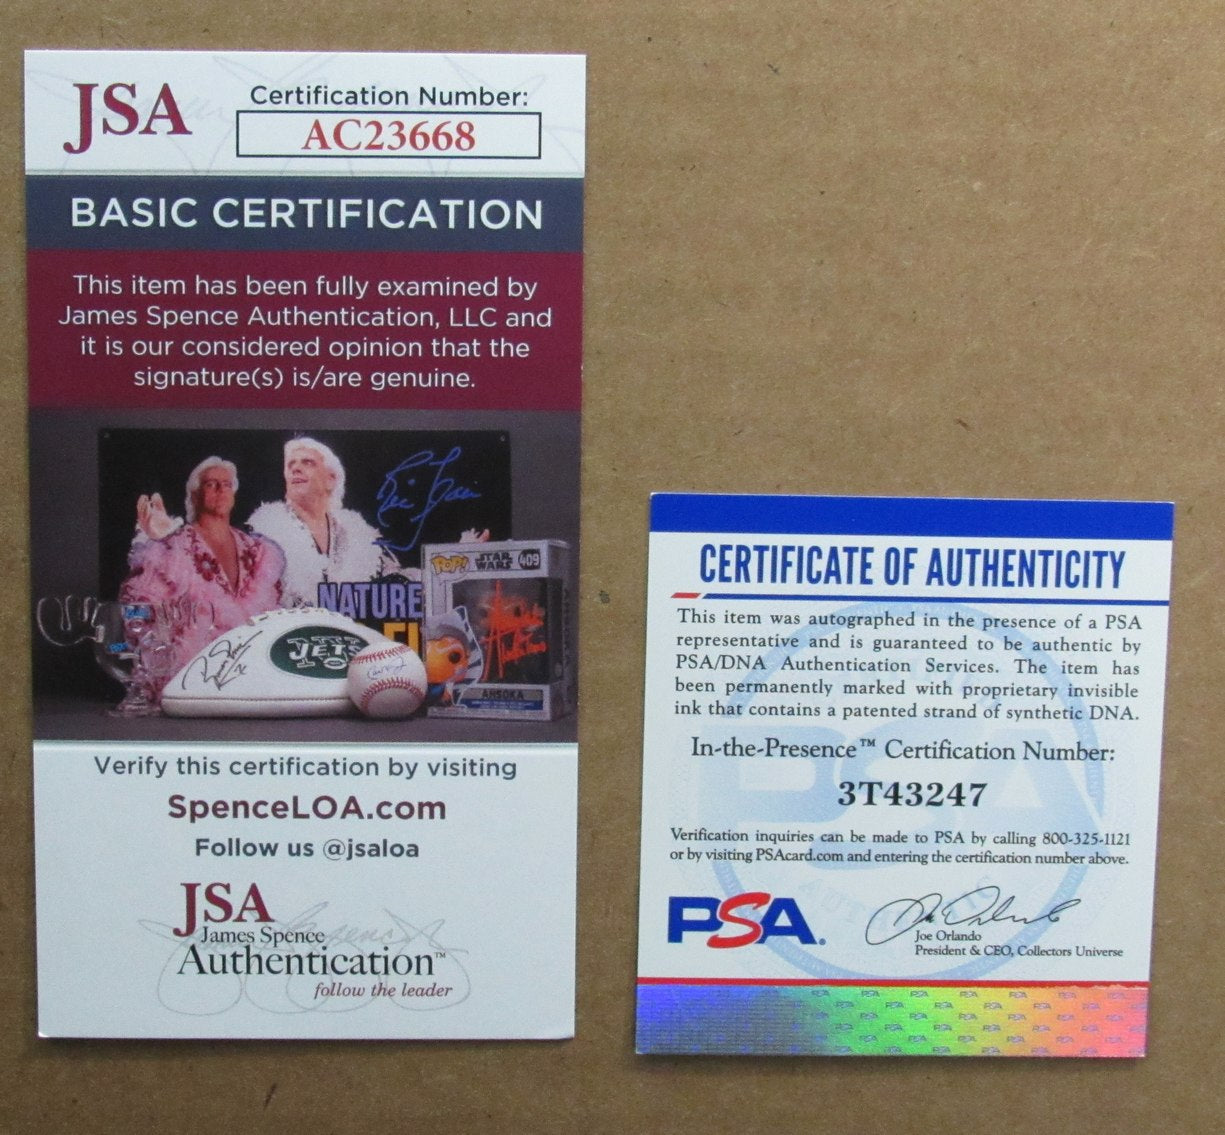 JSA
Certification Number:
AC23668
BASIC CERTIFICATION
This item has been fully examined by
James Spence Authentication, LLC and
it is our considered opinion that the
signature(s) is/are genuine.
NATURE
POP!
STAR
WARS
409
JETS
AHSOKA
Verify this certification by visiting
SpenceLOA.com
Follow us @jsaloa
JSA
James Spence
Authentication™
follow the leader
CERTIFICATE OF AUTHENTICITY
This item was autographed in the presence of a PSA
representative and is guaranteed to be authentic by
PSA/DNA Authentication Services. The item has
been permanently marked with proprietary invisible
ink that contains a patented strand of synthetic DNA.
In-the-Presence™ Certification Number:
3T43247
Verification inquiries can be made to PSA by calling 800-325-1121
or by visiting PSAcard.com and entering the certification number above.
PSA®
Joe Orlando
President & CEO, Collectors Universe